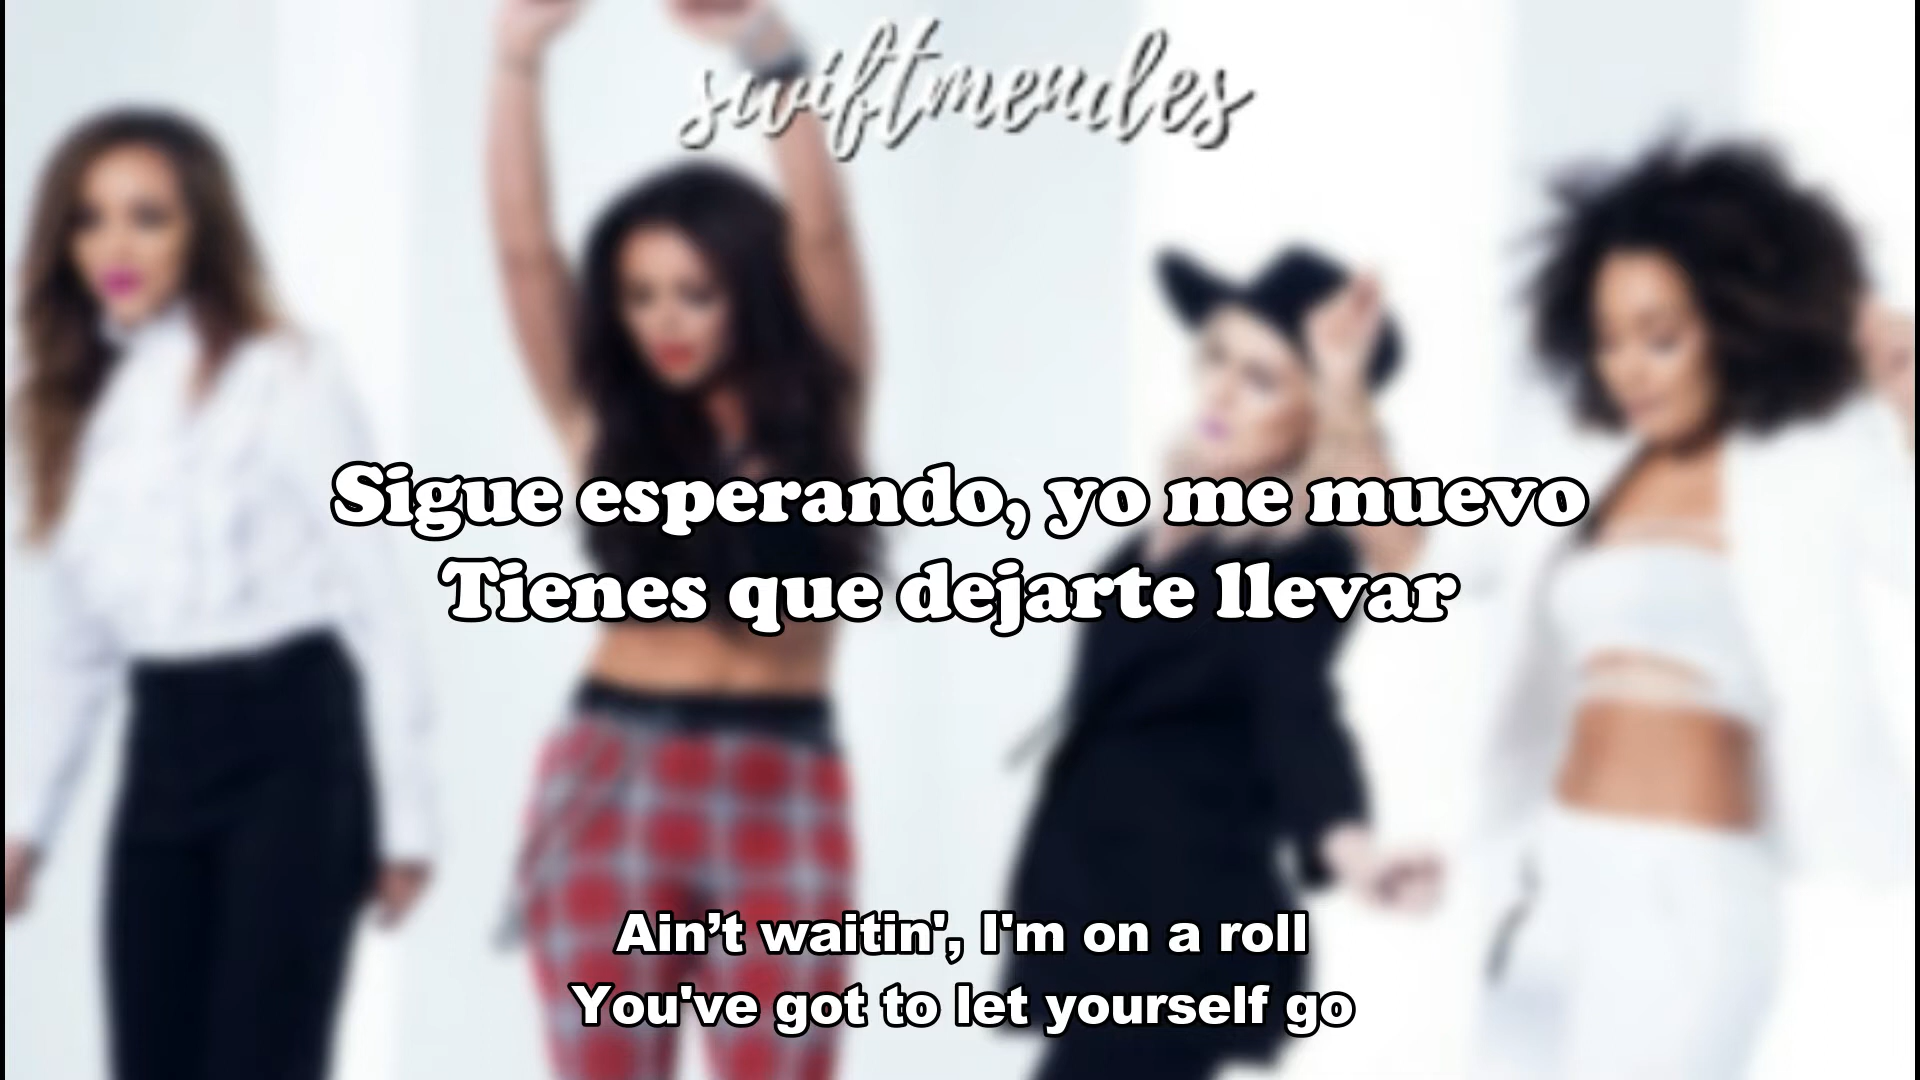 swiftmendes
Sigue esperando, yo me muevo
Tienes que dejarte llevar
Ain’t waitin', I'm on a roll
You've got to let yourself go